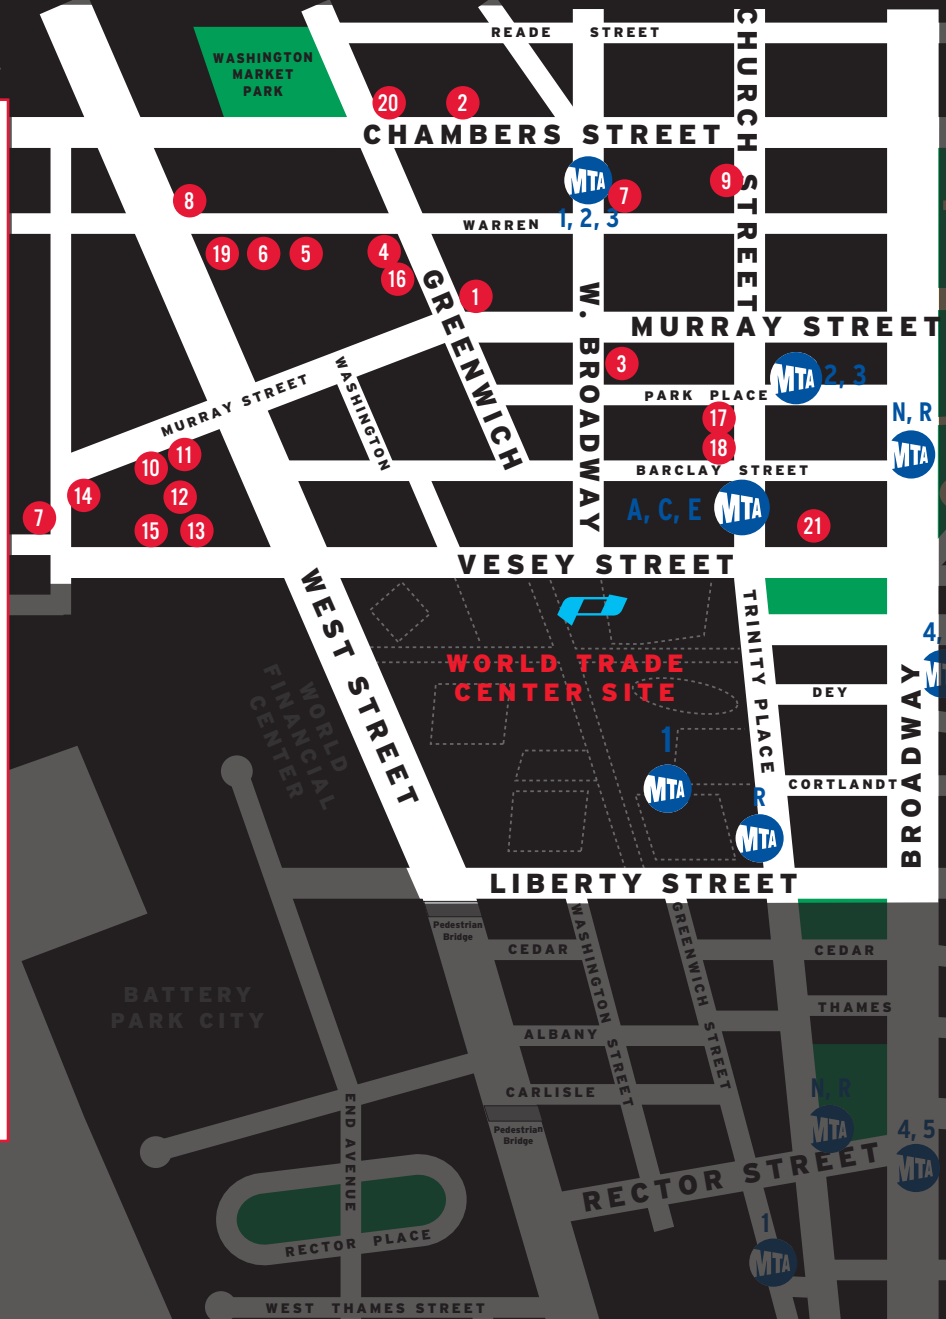 READE STREET
CHURCH STREET
WASHINGTON
MARKET
PARK
20
2
CHAMBERS STREET
MTA
1, 2, 3
7
9
8
WARREN
19
6
5
4
16
GREENWICH
1
W. BROADWAY
MURRAY STREET
3
MTA
2, 3
MURRAY STREET
WASHINGTON
PARK PLACE
17
18
N, R
MTA
11
10
BARCLAY STREET
14
12
7
15
13
A, C, E
MTA
21
VESEY STREET
WEST STREET
TRINITY PLACE
WORLD TRADE
CENTER SITE
4,
DEY
WORLD
FINANCIAL
CENTER
1
MTA
R
MTA
CORTLANDT
BROADWAY
LIBERTY STREET
Pedestrian
Bridge
WASHINGTON STREET
GREENWICH STREET
CEDAR
CEDAR
BATTERY
PARK CITY
THAMES
ALBANY
CARLISLE
N, R
MTA
END AVENUE
Pedestrian
Bridge
4, 5
MTA
RECTOR STREET
1
MTA
RECTOR PLACE
WEST THAMES STREET